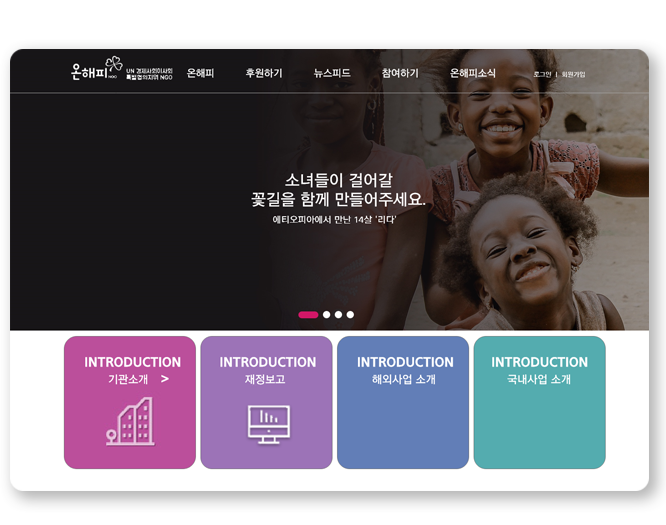 온해피 NGO
UN 경제사회이사회
특별협의지위 NGO
온해피
후원하기
뉴스피드
참여하기
온해피소식
로그인 | 회원가입
소녀들이 걸어갈
꽃길을 함께 만들어주세요.
에티오피아에서 만난 14살 '리다'
INTRODUCTION
기관소개 >
INTRODUCTION
재정보고
INTRODUCTION
해외사업 소개
INTRODUCTION
국내사업 소개